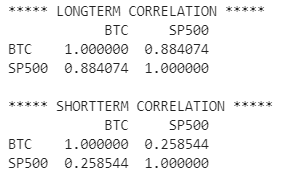 ***** LONGTERM CORRELATION *****
            BTC     SP500
BTC    1.000000  0.884074
SP500  0.884074  1.000000

***** SHORTTERM CORRELATION *****
            BTC     SP500
BTC    1.000000  0.258544
SP500  0.258544  1.000000